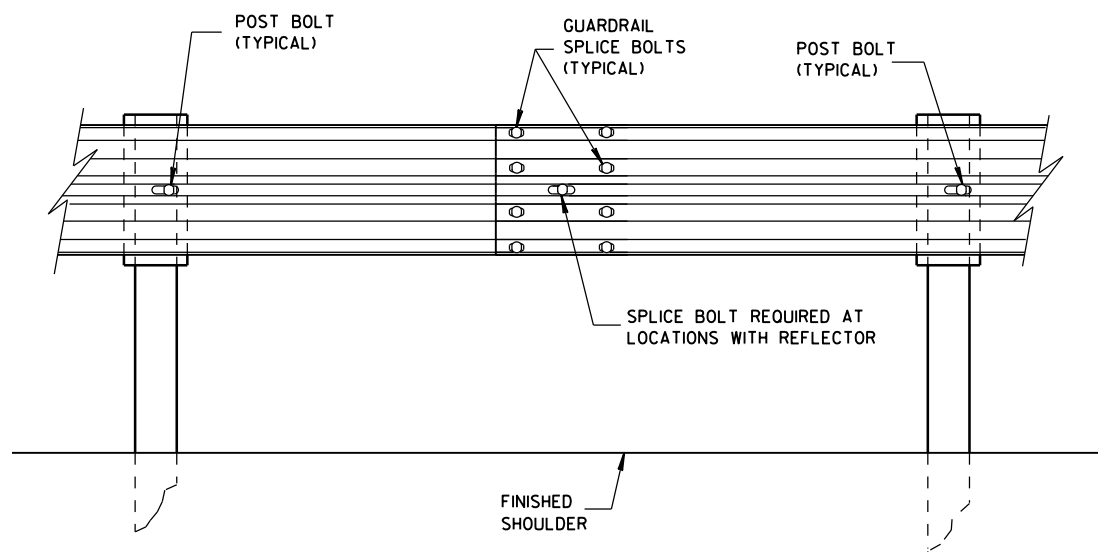 POST BOLT
(TYPICAL)
GUARDRAIL
SPLICE BOLTS
(TYPICAL)
POST BOLT
(TYPICAL)
SPLICE BOLT REQUIRED AT
LOCATIONS WITH REFLECTOR
FINISHED
SHOULDER